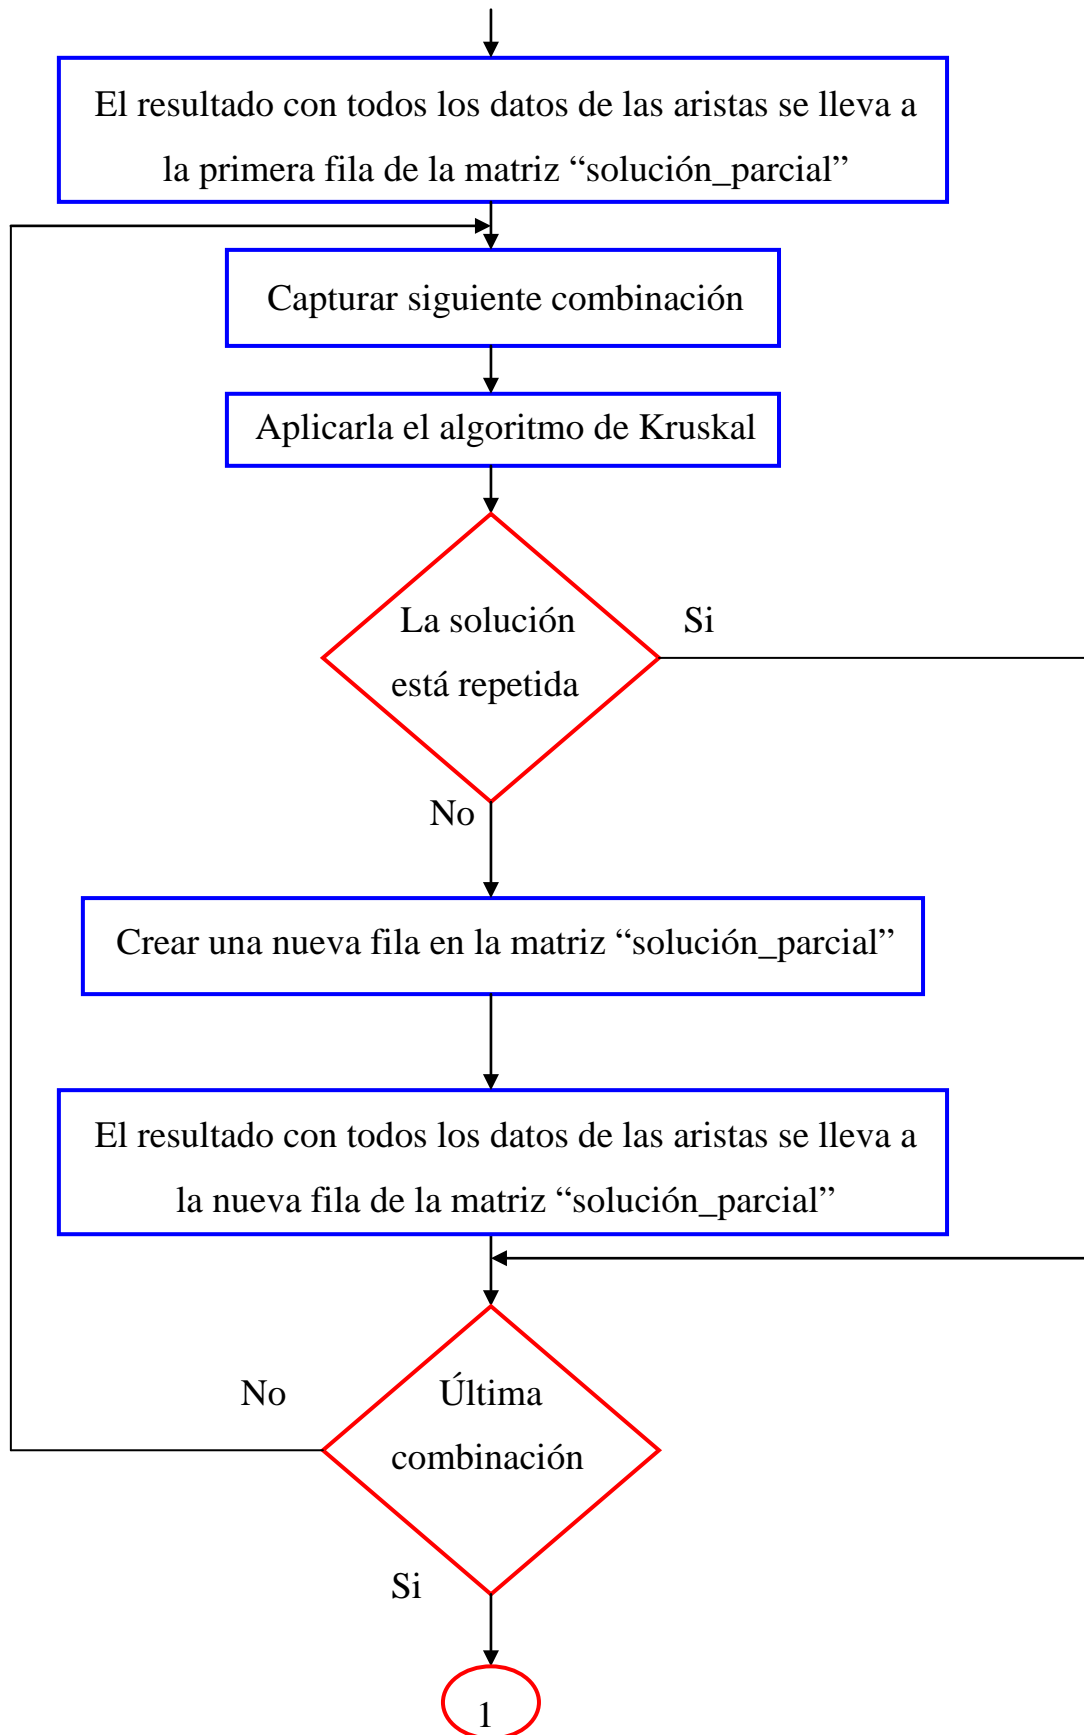 El resultado con todos los datos de las aristas se lleva a
la primera fila de la matriz “solución_parcial”
Capturar siguiente combinación
Aplicarla el algoritmo de Kruskal
La solución
está repetida
Si
No
Crear una nueva fila en la matriz “solución_parcial”
El resultado con todos los datos de las aristas se lleva a
la nueva fila de la matriz “solución_parcial”
No
Última
combinación
Si
1